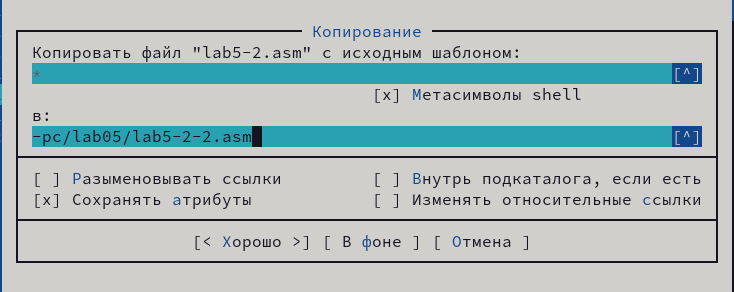 Копирование
Копировать файл "lab5-2.asm" с исходным шаблоном:
* [^]
[x] Метасимволы shell
в:
-pc/lab05/lab5-2-2.asm [^]
[ ] Разыменовывать ссылки [ ] Внутрь подкаталога, если есть
[x] Сохранять атрибуты [ ] Изменять относительные ссылки
[< Хорошо >] [ В фоне ] [ Отмена ]